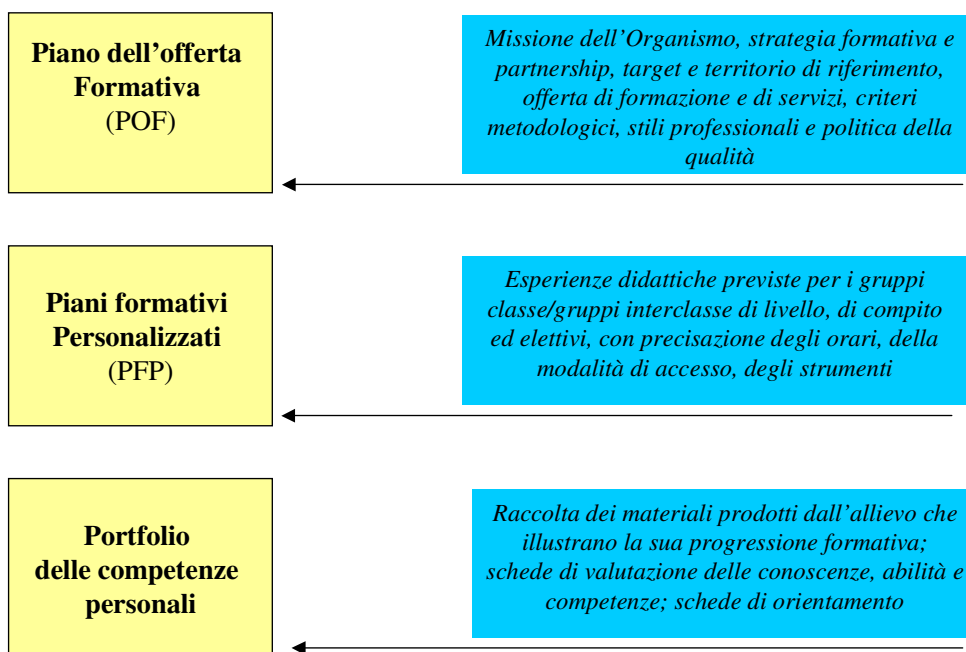 Piano dell’offerta
Formativa
(POF)
Missione dell’Organismo, strategia formativa e
partnership, target e territorio di riferimento,
offerta di formazione e di servizi, criteri
metodologici, stili professionali e politica della
qualità
Piani formativi
Personalizzati
(PFP)
Esperienze didattiche previste per i gruppi
classe/gruppi interclasse di livello, di compito
ed elettivi, con precisazione degli orari, della
modalità di accesso, degli strumenti
Portfolio
delle competenze
personali
Raccolta dei materiali prodotti dall’allievo che
illustrano la sua progressione formativa;
schede di valutazione delle conoscenze, abilità e
competenze; schede di orientamento